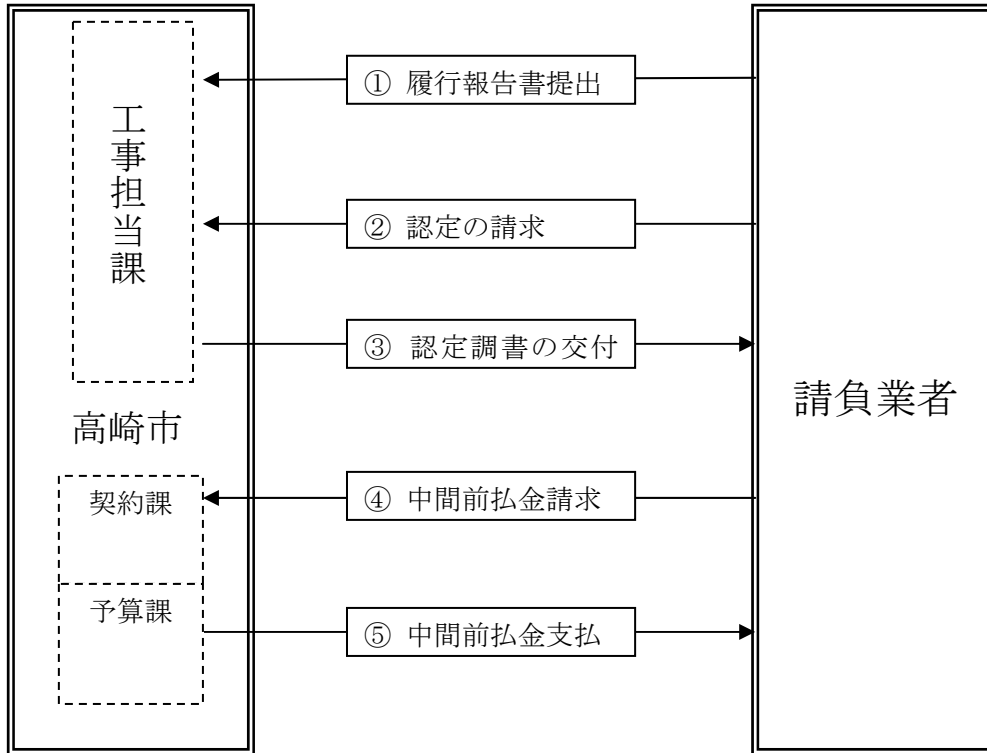 工事担当課
① 履行報告書提出
② 認定の請求
③ 認定調書の交付
高崎市
請負業者
契約課
④ 中間前払金請求
予算課
⑤ 中間前払金支払